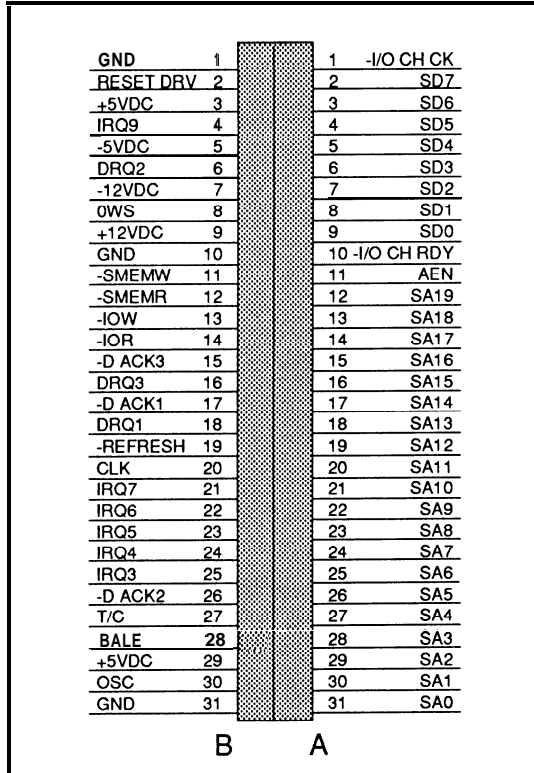 GND 1 1 -I/O CH CK
RESET DRV 2 2 SD7
+5VDC 3 3 SD6
IRQ9 4 4 SD5
-5VDC 5 5 SD4
DRQ2 6 6 SD3
-12VDC 7 7 SD2
0WS 8 8 SD1
+12VDC 9 9 SD0
GND 10 10 -I/O CH RDY
-SMEMW 11 11 AEN
-SMEMR 12 12 SA19
-IOW 13 13 SA18
-IOR 14 14 SA17
-D ACK3 15 15 SA16
DRQ3 16 16 SA15
-D ACK1 17 17 SA14
DRQ1 18 18 SA13
-REFRESH 19 19 SA12
CLK 20 20 SA11
IRQ7 21 21 SA10
IRQ6 22 22 SA9
IRQ5 23 23 SA8
IRQ4 24 24 SA7
IRQ3 25 25 SA6
-D ACK2 26 26 SA5
T/C 27 27 SA4
BALE 28 28 SA3
+5VDC 29 29 SA2
OSC 30 30 SA1
GND 31 31 SA0
B A